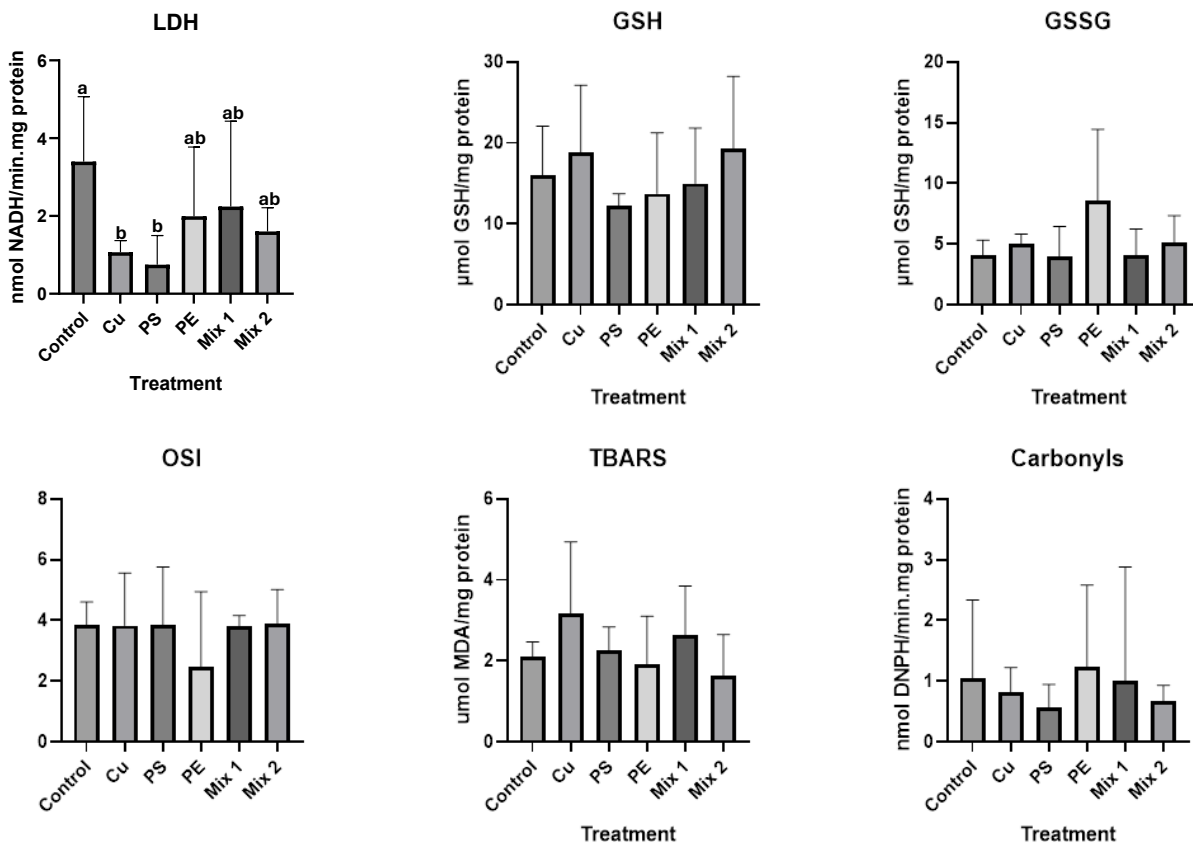 LDH
nmol NADH/min.mg protein
6
4
2
0
a
b
b
ab
ab
ab
Control
Cu
PS
PE
Mix 1
Mix 2
Treatment
GSH
µmol GSH/mg protein
30
20
10
0
Control
Cu
PS
PE
Mix 1
Mix 2
Treatment
GSSG
µmol GSH/mg protein
20
15
10
5
0
Control
Cu
PS
PE
Mix 1
Mix 2
Treatment
OSI
8
6
4
2
0
Control
Cu
PS
PE
Mix 1
Mix 2
TBARS
umol MDA/mg protein
6
4
2
0
Control
Cu
PS
PE
Mix 1
Mix 2
Treatment
Carbonyls
nmol DNPH/min.mg protein
4
3
2
1
0
Control
Cu
PS
PE
Mix 1
Mix 2
Treatment